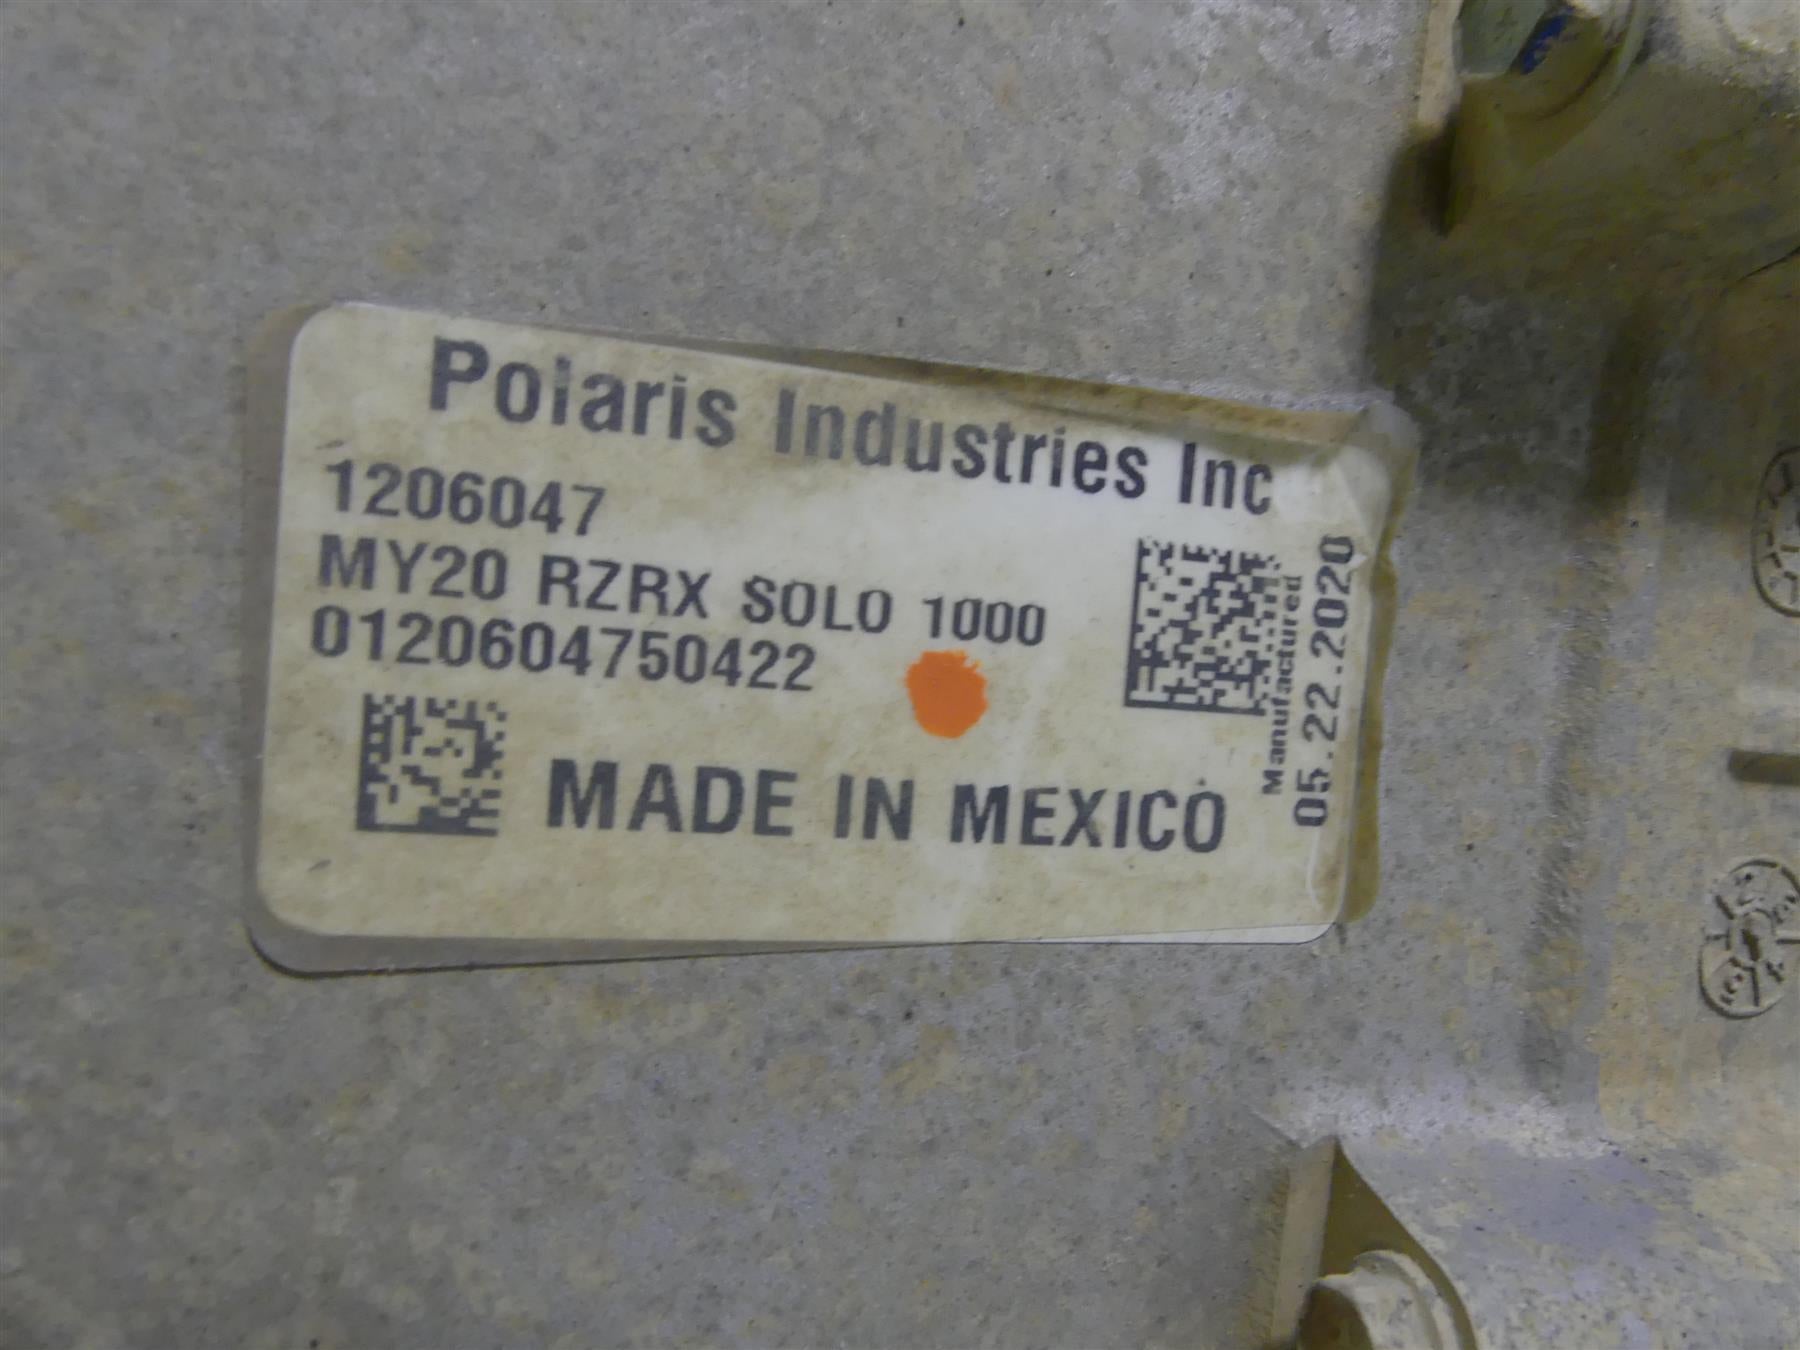 Polaris Industries Inc
1206047
MY20 RZRX SOLO 1000
0120604750422
MADE IN MEXICO
Manufactured
05.22.2020